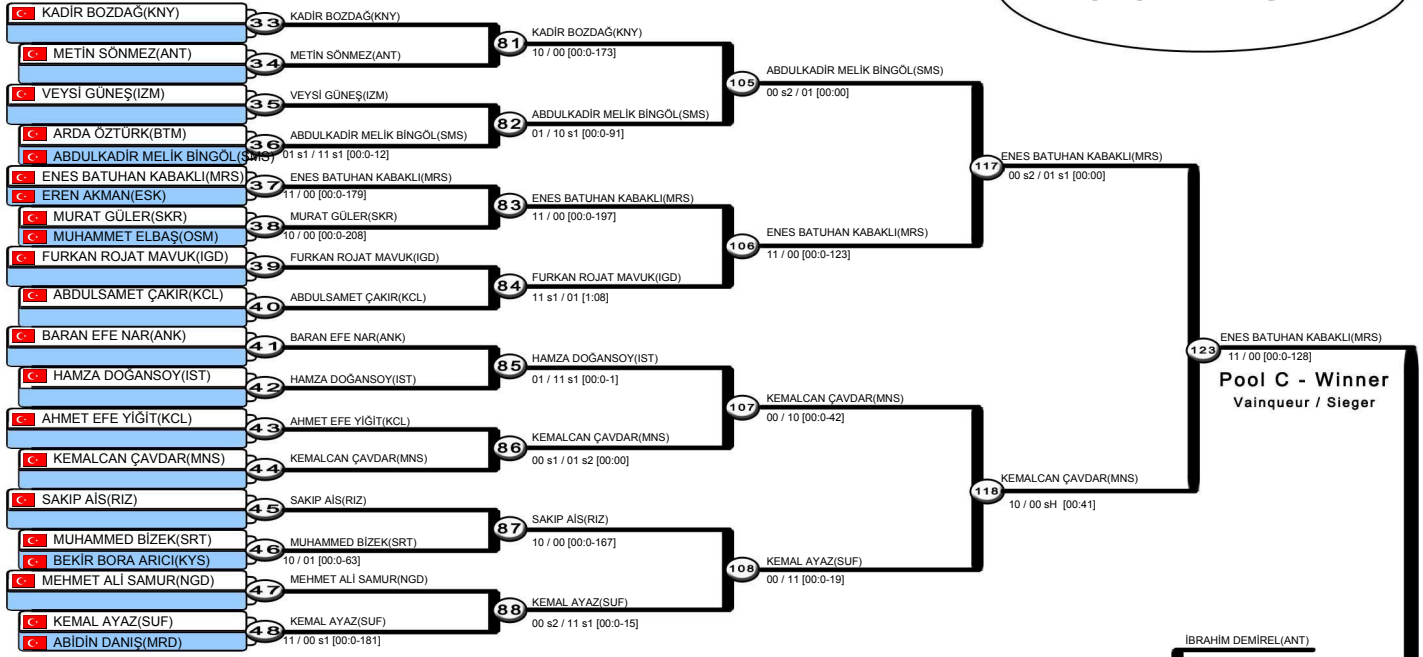 KADİR BOZDAĞ(KNY)
METİN SÖNMEZ(ANT)
VEYSİ GÜNEŞ(IZM)
ARDA ÖZTÜRK(BTM)
ABDULKADİR MELİK BİNGÖL(SMS)
ENES BATUHAN KABAKLI(MRS)
EREN AKMAN(ESK)
MURAT GÜLER(SKR)
MUHAMMET ELBAŞ(OSM)
FURKAN ROJAT MAVUK(IGD)
ABDULSAMET ÇAKIR(KCL)
BARAN EFE NAR(ANK)
HAMZA DOĞANSOY(IST)
AHMET EFE YİĞİT(KCL)
KEMALCAN ÇAVDAR(MNS)
SAKIP AİS(RIZ)
MUHAMMED BİZEK(SRT)
BEKİR BORA ARICI(KYS)
MEHMET ALİ SAMUR(NGD)
KEMAL AYAZ(SUF)
ABİDİN DANIŞ(MRD)
33
KADİR BOZDAĞ(KNY)
34
METİN SÖNMEZ(ANT)
35
VEYSİ GÜNEŞ(IZM)
36
ABDULKADİR MELİK BİNGÖL(SMS)
01 s1 / 11 s1 [00:0-12]
37
ENES BATUHAN KABAKLI(MRS)
11 / 00 [00:0-179]
38
MURAT GÜLER(SKR)
10 / 00 [00:0-208]
39
FURKAN ROJAT MAVUK(IGD)
40
ABDULSAMET ÇAKIR(KCL)
41
BARAN EFE NAR(ANK)
42
HAMZA DOĞANSOY(IST)
43
AHMET EFE YİĞİT(KCL)
44
KEMALCAN ÇAVDAR(MNS)
45
SAKIP AİS(RIZ)
46
MUHAMMED BİZEK(SRT)
10 / 01 [00:0-63]
47
MEHMET ALİ SAMUR(NGD)
48
KEMAL AYAZ(SUF)
11 / 00 s1 [00:0-181]
81
KADİR BOZDAĞ(KNY)
10 / 00 [00:0-173]
82
ABDULKADİR MELİK BİNGÖL(SMS)
01 / 10 s1 [00:0-91]
83
ENES BATUHAN KABAKLI(MRS)
11 / 00 [00:0-197]
84
FURKAN ROJAT MAVUK(IGD)
11 s1 / 01 [1:08]
85
HAMZA DOĞANSOY(IST)
01 / 11 s1 [00:0-1]
86
KEMALCAN ÇAVDAR(MNS)
00 s1 / 01 s2 [00:00]
87
SAKIP AİS(RIZ)
10 / 00 [00:0-167]
88
KEMAL AYAZ(SUF)
00 s2 / 11 s1 [00:0-15]
105
ABDULKADİR MELİK BİNGÖL(SMS)
00 s2 / 01 [00:00]
106
ENES BATUHAN KABAKLI(MRS)
11 / 00 [00:0-123]
107
KEMALCAN ÇAVDAR(MNS)
00 / 10 [00:0-42]
108
KEMAL AYAZ(SUF)
00 / 11 [00:0-19]
117
ENES BATUHAN KABAKLI(MRS)
00 s2 / 01 s1 [00:00]
118
KEMALCAN ÇAVDAR(MNS)
10 / 00 sH [00:41]
123
ENES BATUHAN KABAKLI(MRS)
11 / 00 [00:0-128]
Pool C - Winner
Vainqueur / Sieger
İBRAHİM DEMİREL(ANT)